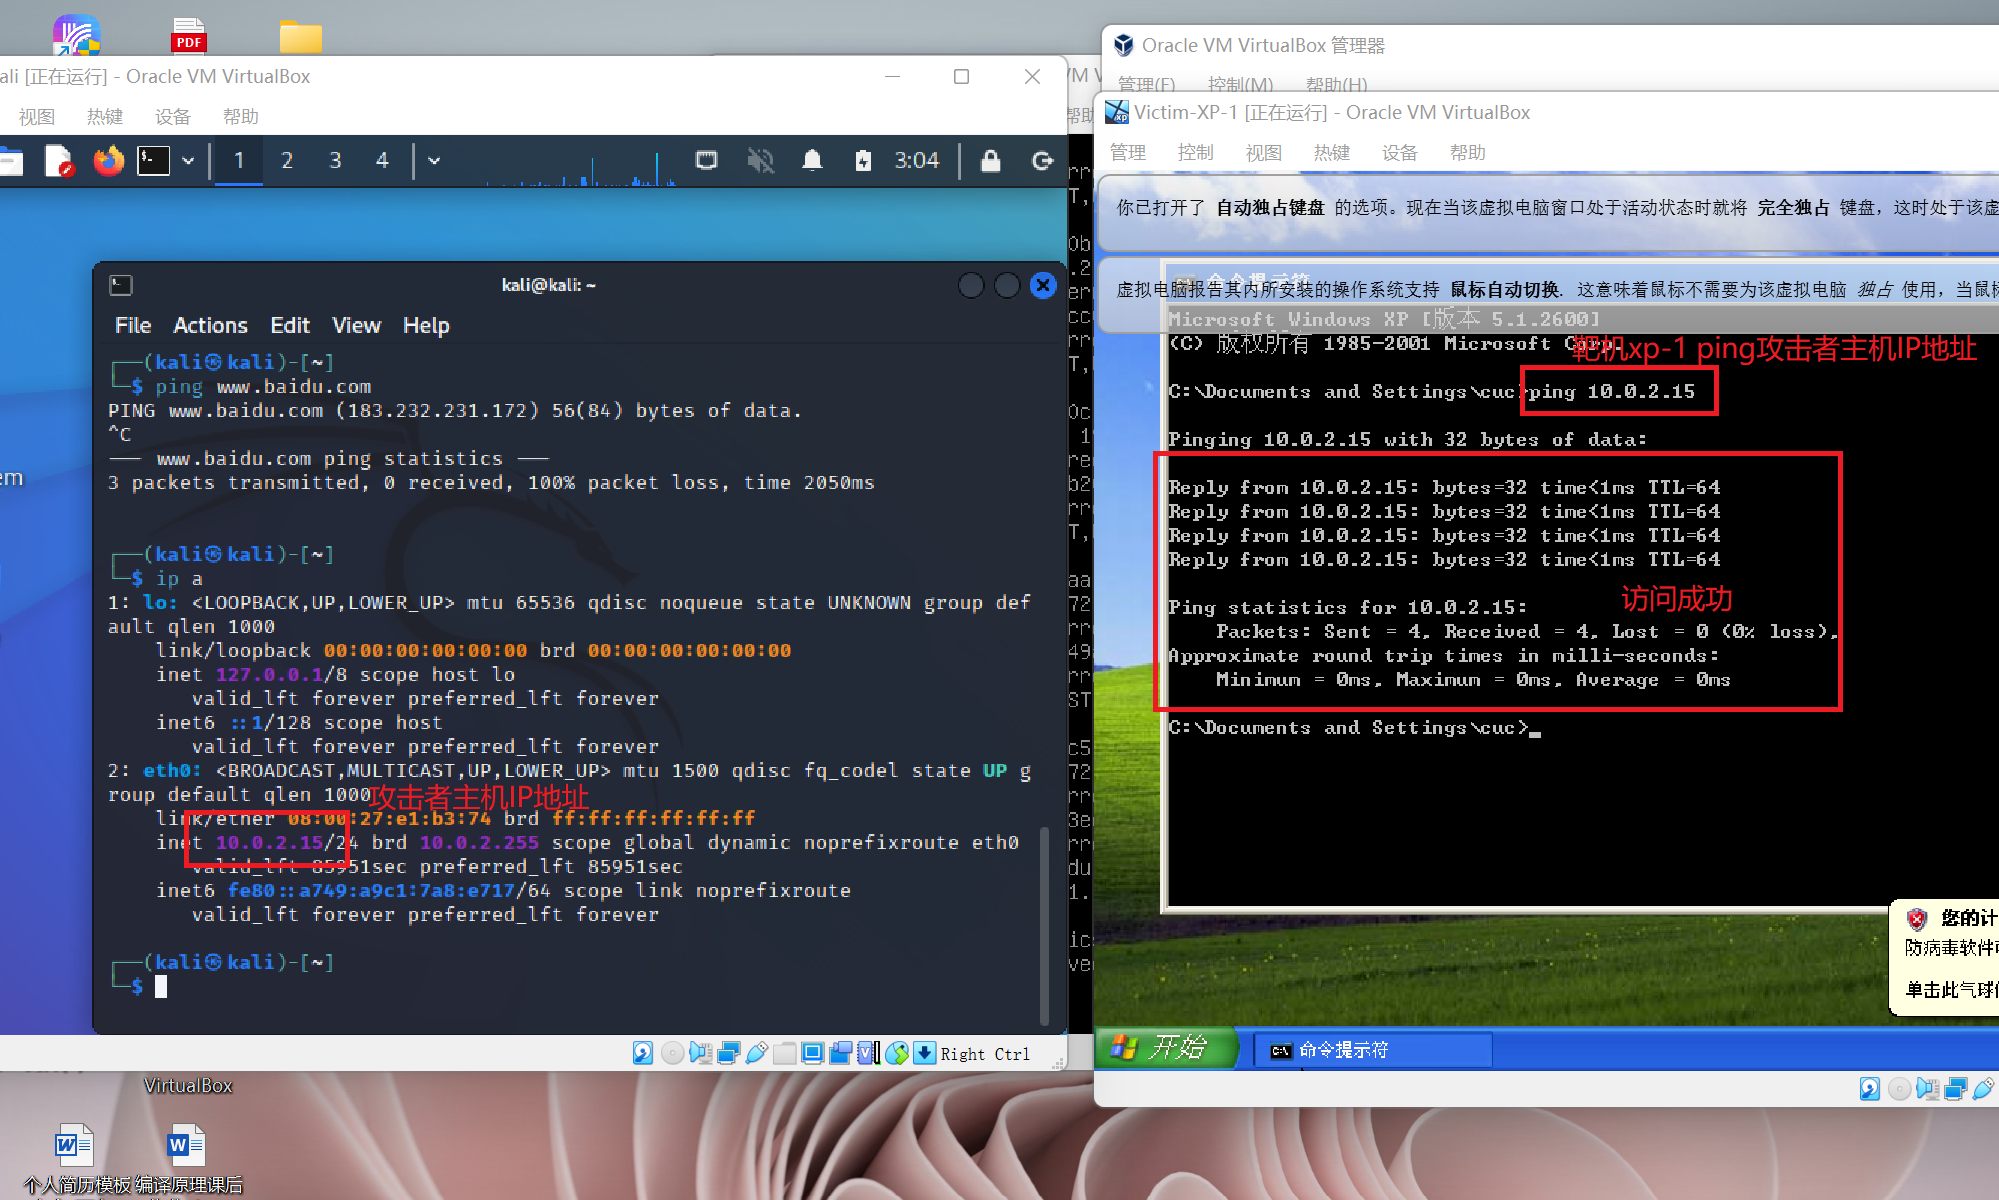 PDF
Oracle VM VirtualBox 管理器
管理(F) 控制(M) 帮助(H)
ali [正在运行] - Oracle VM VirtualBox
视图 热键 设备 帮助
1 2 3 4 3:04
kali@kali: ~
File Actions Edit View Help
┌──(kali㉿kali)-[~]
└─$ ping www.baidu.com
PING www.baidu.com (183.232.231.172) 56(84) bytes of data.
^C
─── www.baidu.com ping statistics ───
3 packets transmitted, 0 received, 100% packet loss, time 2050ms
┌──(kali㉿kali)-[~]
└─$ ip a
1: lo: <LOOPBACK,UP,LOWER_UP> mtu 65536 qdisc noqueue state UNKNOWN group def
ault qlen 1000
link/loopback 00:00:00:00:00:00 brd 00:00:00:00:00:00
inet 127.0.0.1/8 scope host lo
valid_lft forever preferred_lft forever
inet6 ::1/128 scope host
valid_lft forever preferred_lft forever
2: eth0: <BROADCAST,MULTICAST,UP,LOWER_UP> mtu 1500 qdisc fq_codel state UP g
roup default qlen 1000
攻击者主机IP地址
link/ether 08:00:27:e1:b3:74 brd ff:ff:ff:ff:ff:ff
inet 10.0.2.15/24 brd 10.0.2.255 scope global dynamic noprefixroute eth0
valid_lft 85951sec preferred_lft 85951sec
inet6 fe80::a749:a9c1:7a8:e717/64 scope link noprefixroute
valid_lft forever preferred_lft forever
┌──(kali㉿kali)-[~]
└─$
Right Ctrl
Victim-XP-1 [正在运行] - Oracle VM VirtualBox
管理 控制 视图 热键 设备 帮助
你已打开了 自动独占键盘 的选项。现在当该虚拟电脑窗口处于活动状态时就将 完全独占 键盘，这时处于该虚
命令提示符
虚拟电脑报告其内所安装的操作系统支持 鼠标自动切换. 这意味着鼠标不需要为该虚拟电脑 独占 使用，当鼠标
Microsoft Windows XP [版本 5.1.2600]
(C) 版权所有 1985-2001 Microsoft Corp.
靶机xp-1 ping攻击者主机IP地址
C:\Documents and Settings\cuc>ping 10.0.2.15
Pinging 10.0.2.15 with 32 bytes of data:
Reply from 10.0.2.15: bytes=32 time<1ms TTL=64
Reply from 10.0.2.15: bytes=32 time<1ms TTL=64
Reply from 10.0.2.15: bytes=32 time<1ms TTL=64
Reply from 10.0.2.15: bytes=32 time<1ms TTL=64
访问成功
Ping statistics for 10.0.2.15:
Packets: Sent = 4, Received = 4, Lost = 0 (0% loss),
Approximate round trip times in milli-seconds:
Minimum = 0ms, Maximum = 0ms, Average = 0ms
C:\Documents and Settings\cuc>_
您的计
防病毒软件
单击此气球
开始 命令提示符
VirtualBox
个人简历模板 编译原理课后